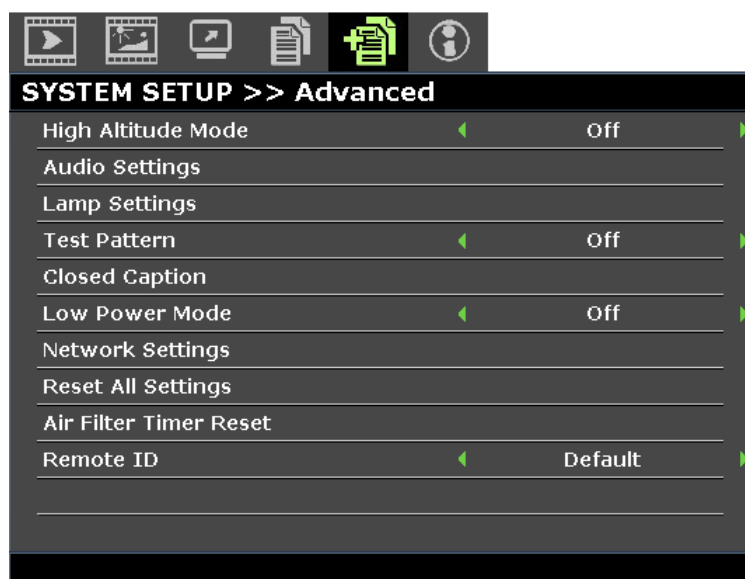 SYSTEM SETUP >> Advanced
High Altitude Mode Off
Audio Settings
Lamp Settings
Test Pattern Off
Closed Caption
Low Power Mode Off
Network Settings
Reset All Settings
Air Filter Timer Reset
Remote ID Default